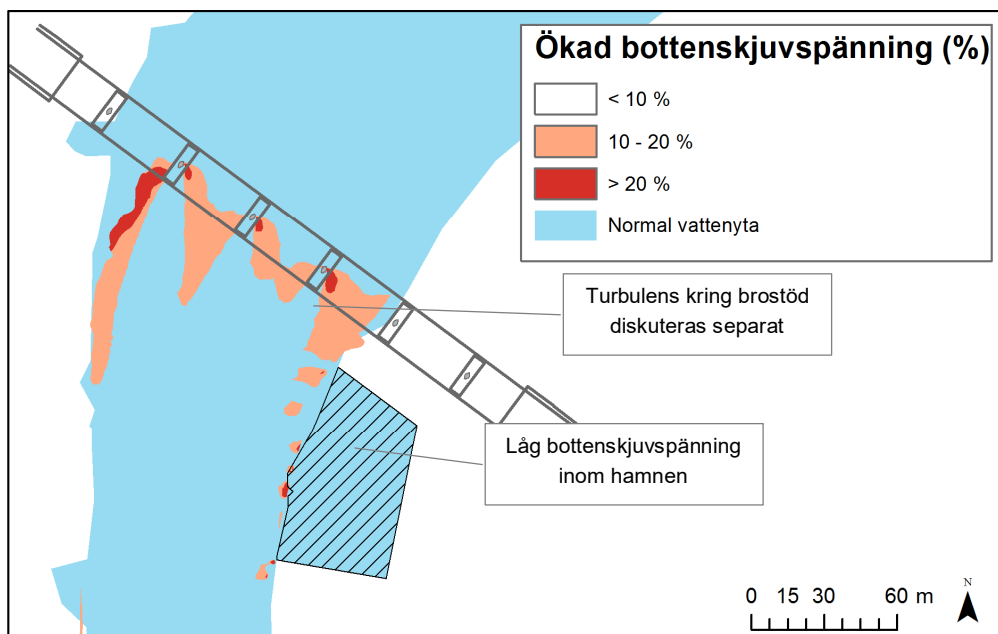 Ökad bottenskjuvspänning (%)
< 10 %
10 - 20 %
> 20 %
Normal vattenyta
Turbulens kring brostöd
diskuteras separat
Låg bottenskjuvspänning
inom hamnen
0 15 30 60 m
N